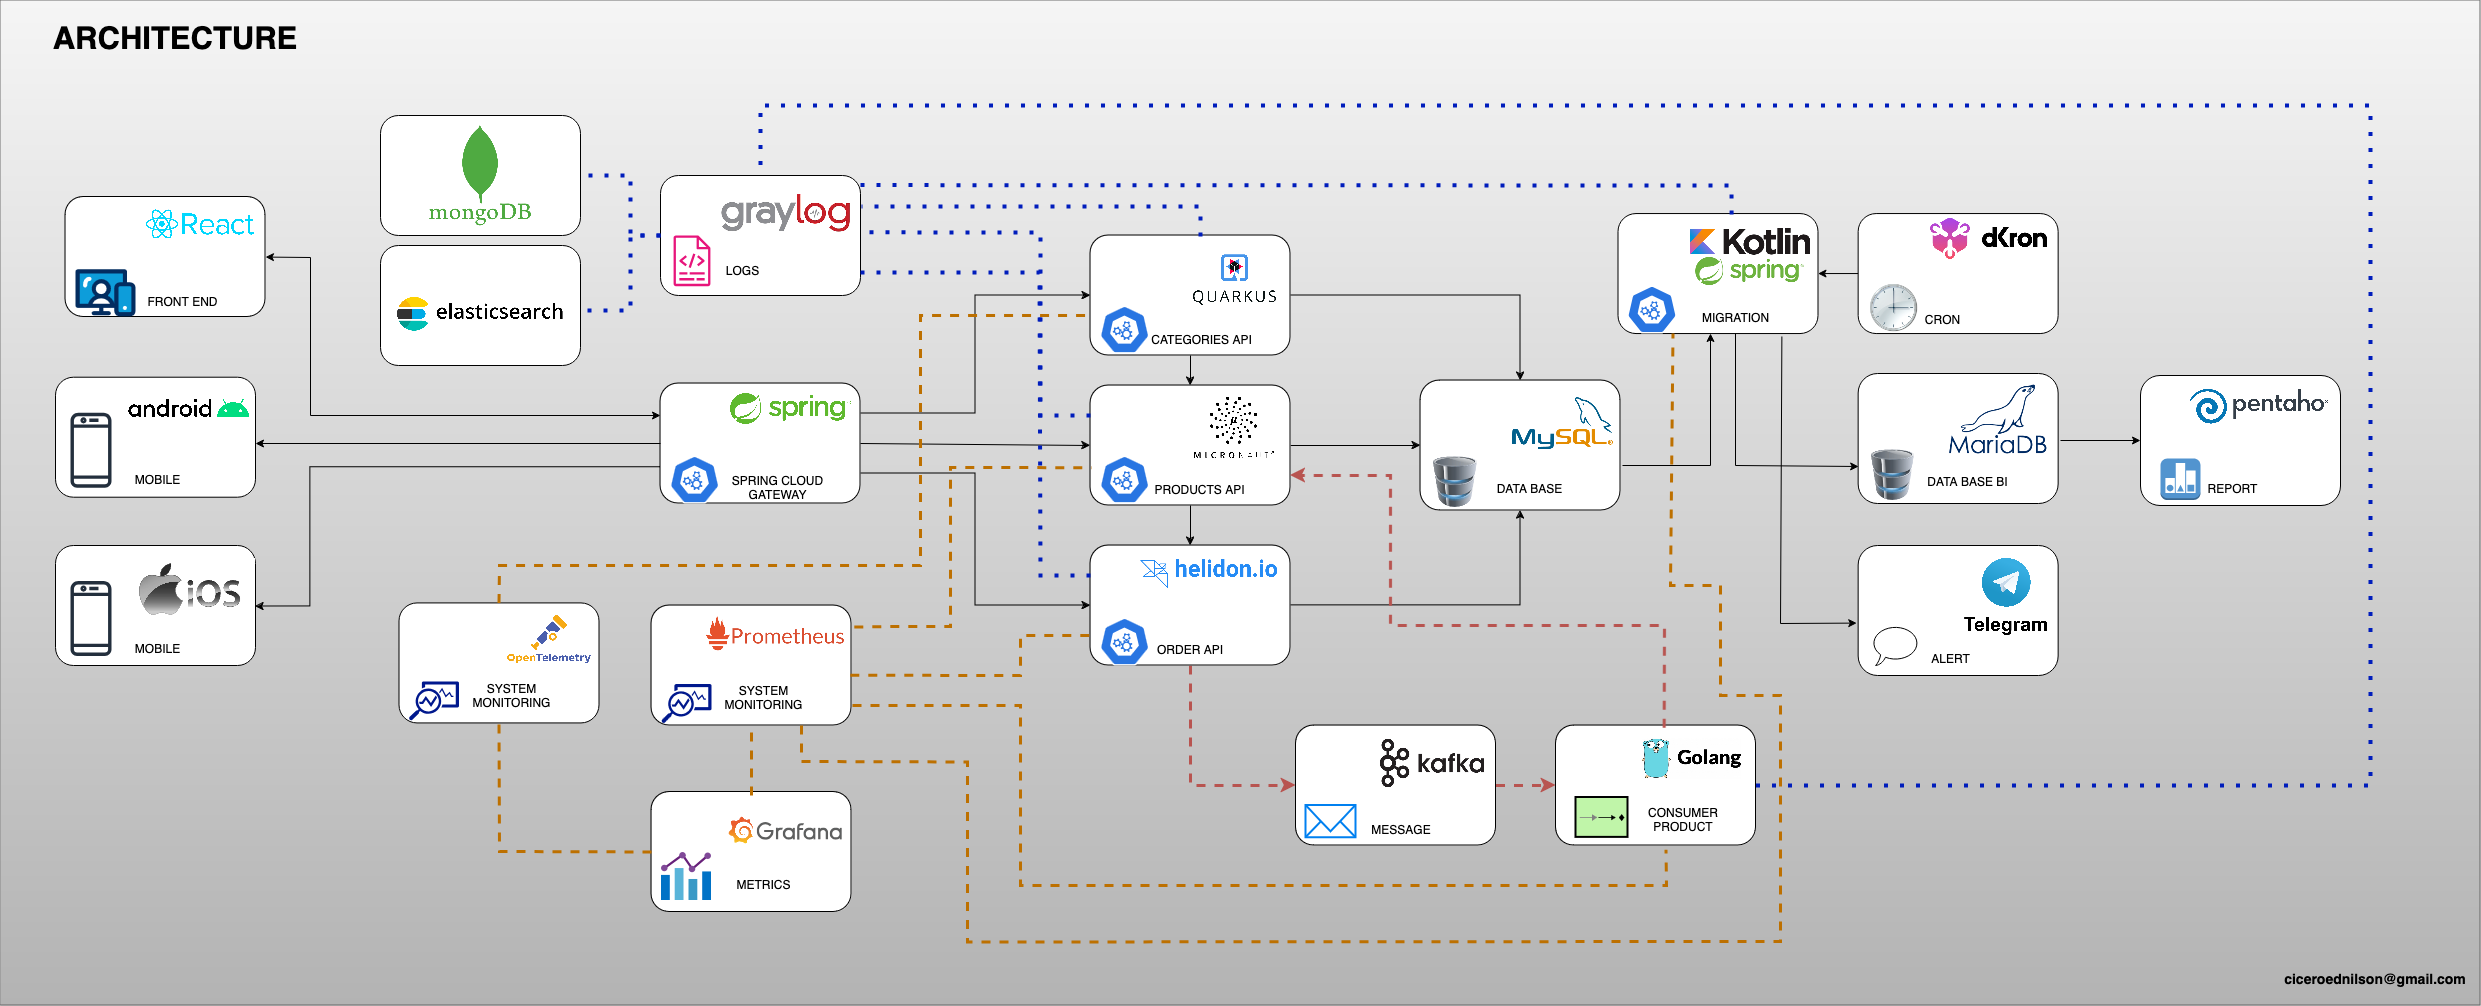 ARCHITECTURE
mongoDB
elasticsearch
React
FRONT END
android
MOBILE
iOS
MOBILE
graylog
LOGS
spring
SPRING CLOUD
GATEWAY
OpenTelemetry
SYSTEM
MONITORING
Prometheus
SYSTEM
MONITORING
Grafana
METRICS
QUARKUS
CATEGORIES API
MICRONAUT
PRODUCTS API
helidon.io
ORDER API
MySQL
DATA BASE
kafka
MESSAGE
Golang
CONSUMER
PRODUCT
Kotlin
spring
MIGRATION
dKron
CRON
MariaDB
DATA BASE BI
pentaho
REPORT
Telegram
ALERT
ciceroednilson@gmail.com